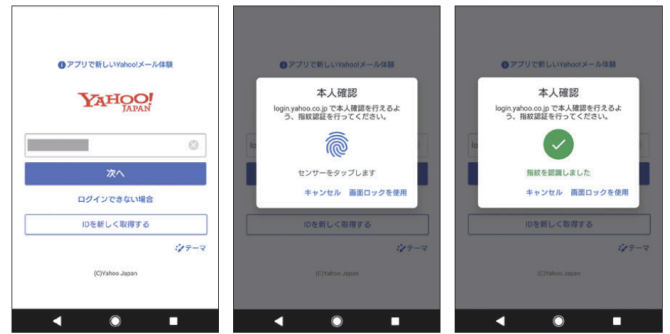 アプリで新しいYahoo!メール体験
YAHOO!
JAPAN
次へ
ログインできない場合
IDを新しく取得する
テーマ
(C)Yahoo Japan
アプリで新しいYahoo!メール体験
本人確認
login.yahoo.co.jp で本人確認を行えるよ
う、指紋認証を行ってください。
センサーをタップします
キャンセル 画面ロックを使用
IDを新しく取得する
テーマ
(C)Yahoo Japan
アプリで新しいYahoo!メール体験
本人確認
login.yahoo.co.jp で本人確認を行えるよ
う、指紋認証を行ってください。
指紋を認識しました
キャンセル 画面ロックを使用
IDを新しく取得する
テーマ
(C)Yahoo Japan